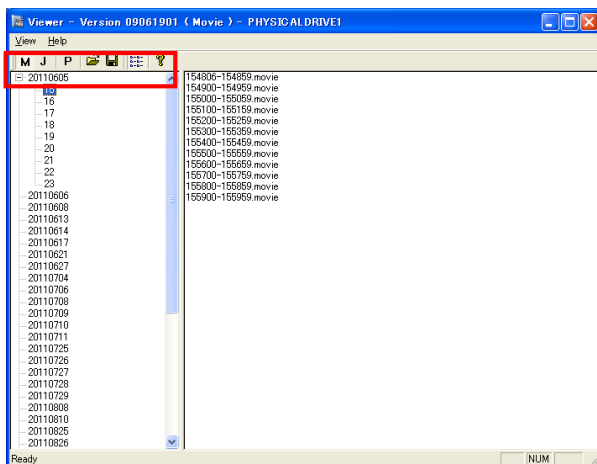 Viewer - Version 09061901 ( Movie ) - PHYSICALDRIVE1
View Help
M J P
20110605
15
16
17
18
19
20
21
22
23
20110606
20110608
20110613
20110614
20110617
20110621
20110627
20110704
20110706
20110708
20110709
20110710
20110711
20110725
20110726
20110727
20110728
20110729
20110808
20110810
20110825
20110826
154806-154859.movie
154900-154959.movie
155000-155059.movie
155100-155159.movie
155200-155259.movie
155300-155359.movie
155400-155459.movie
155500-155559.movie
155600-155659.movie
155700-155759.movie
155800-155859.movie
155900-155959.movie
Ready NUM